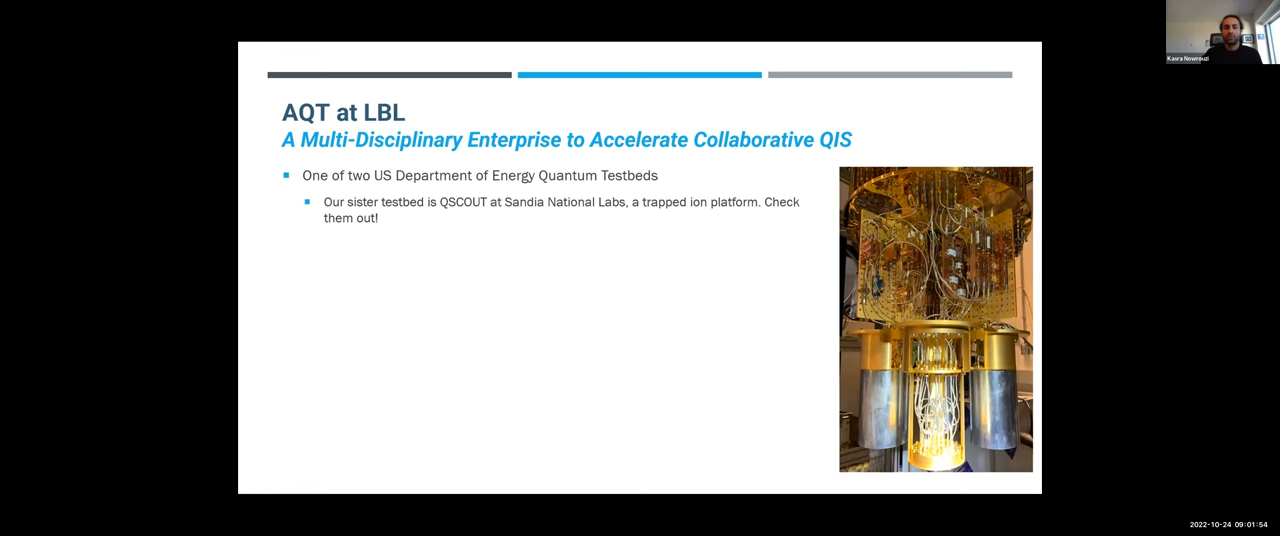 Kasra Nowrouzi
AQT at LBL
A Multi-Disciplinary Enterprise to Accelerate Collaborative QIS
One of two US Department of Energy Quantum Testbeds
Our sister testbed is QSCOUT at Sandia National Labs, a trapped ion platform. Check
them out!
2022-10-24 09:01:54